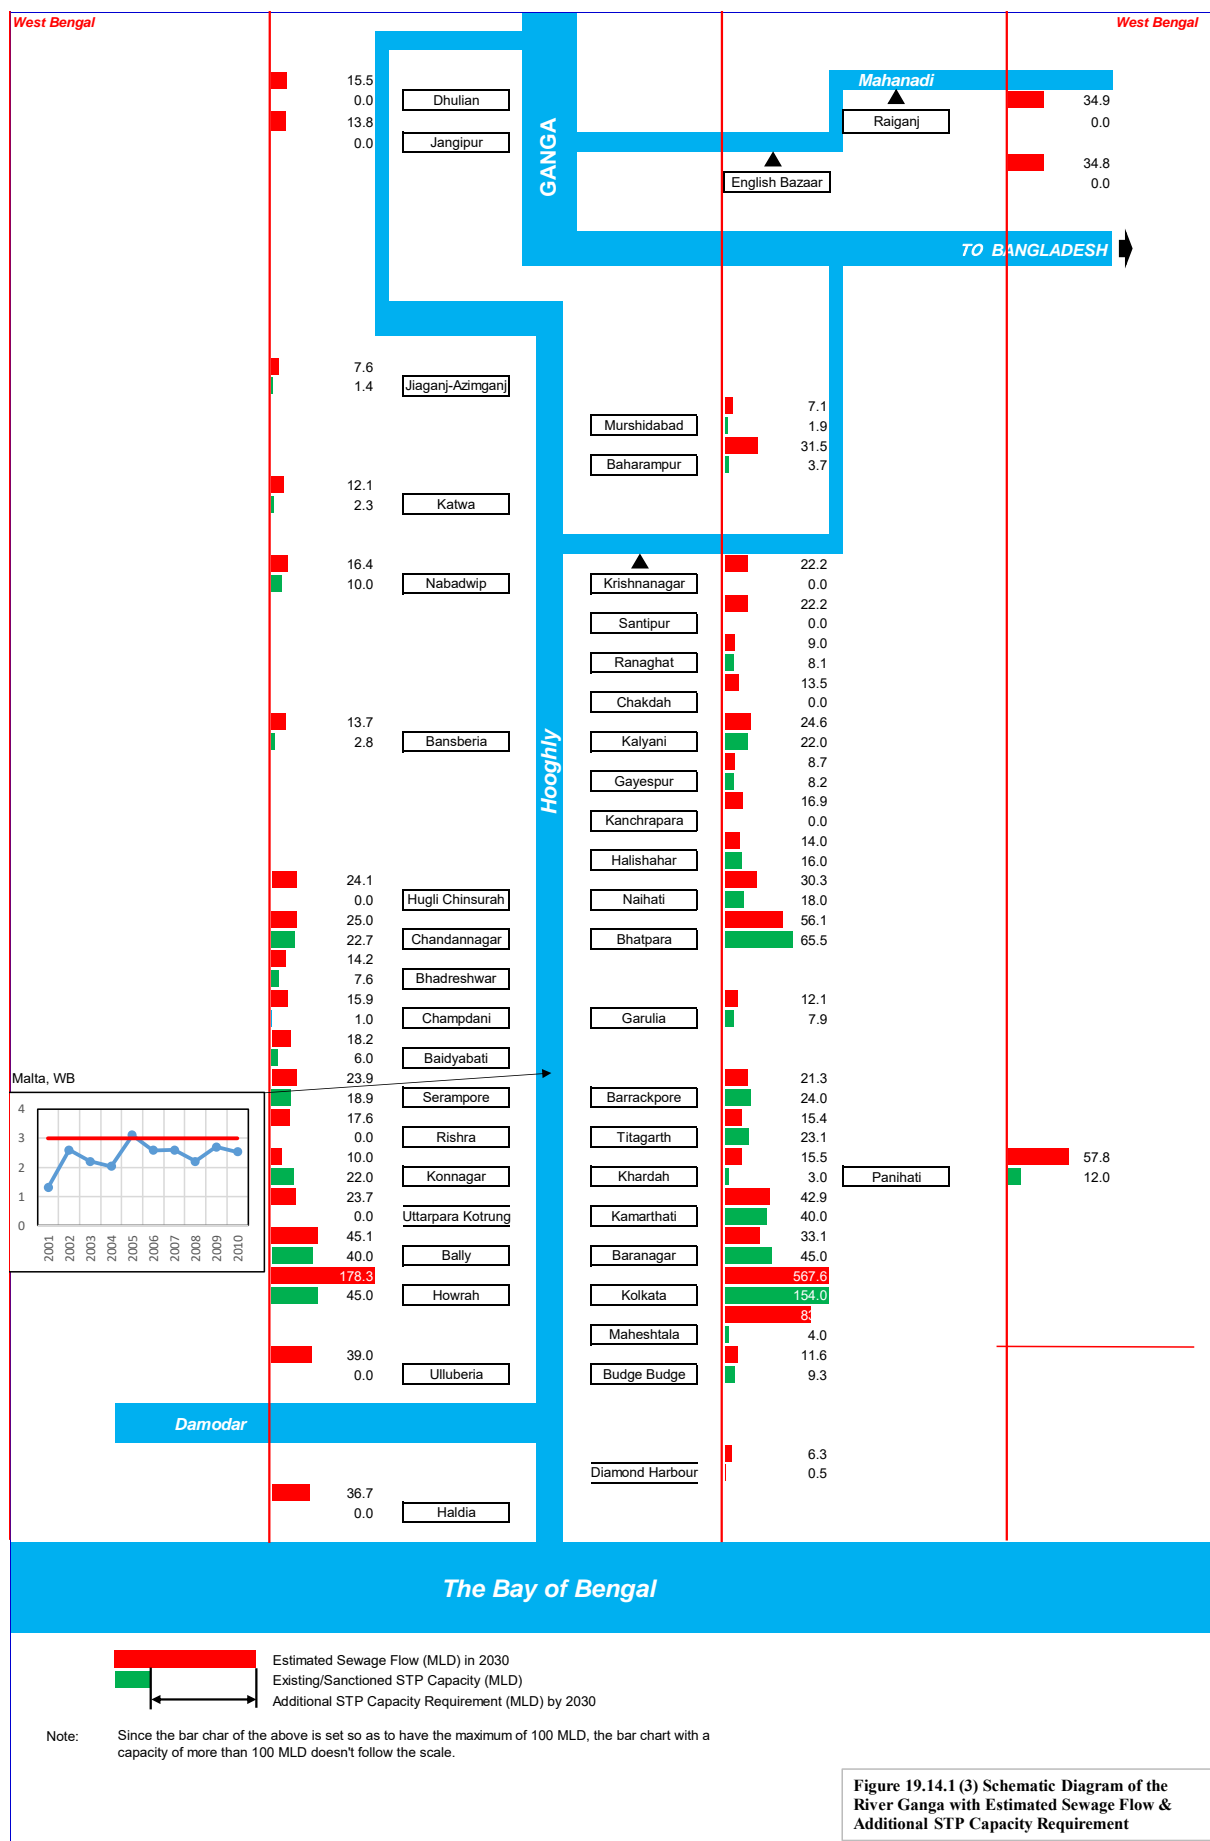 West Bengal
West Bengal
15.5
0.0
Dhulian
13.8
0.0
Jangipur
GANGA
Mahanadi
Raiganj
34.9
0.0
English Bazaar
34.8
0.0
TO BANGLADESH
7.6
1.4
Jiaganj-Azimganj
Murshidabad
7.1
1.9
Baharampur
31.5
3.7
12.1
2.3
Katwa
16.4
10.0
Nabadwip
Krishnanagar
22.2
0.0
Santipur
22.2
0.0
Ranaghat
9.0
8.1
Chakdah
13.5
0.0
13.7
2.8
Bansberia
Hooghly
Kalyani
24.6
22.0
Gayespur
8.7
8.2
Kanchrapara
16.9
0.0
Halishahar
14.0
16.0
24.1
0.0
Hugli Chinsurah
Naihati
30.3
18.0
25.0
22.7
Chandannagar
Bhatpara
56.1
65.5
14.2
7.6
Bhadreshwar
15.9
1.0
Champdani
Garulia
12.1
7.9
18.2
6.0
Baidyabati
23.9
18.9
Serampore
Barrackpore
21.3
24.0
17.6
0.0
Rishra
Titagarth
15.4
23.1
10.0
22.0
Konnagar
Khardah
15.5
3.0
Panihati
57.8
12.0
23.7
0.0
Uttarpara Kotrung
Kamarthati
42.9
40.0
45.1
40.0
Bally
Baranagar
33.1
45.0
178.3
45.0
Howrah
Kolkata
567.6
154.0
Maheshtala
4.0
39.0
0.0
Ulluberia
Budge Budge
11.6
9.3
Malta, WB
4
3
2
1
0
2001
2002
2003
2004
2005
2006
2007
2008
2009
2010
Damodar
Diamond Harbour
6.3
0.5
36.7
0.0
Haldia
The Bay of Bengal
Estimated Sewage Flow (MLD) in 2030
Existing/Sanctioned STP Capacity (MLD)
Additional STP Capacity Requirement (MLD) by 2030
Note:
Since the bar char of the above is set so as to have the maximum of 100 MLD, the bar chart with a
capacity of more than 100 MLD doesn't follow the scale.
Figure 19.14.1 (3) Schematic Diagram of the
River Ganga with Estimated Sewage Flow &
Additional STP Capacity Requirement